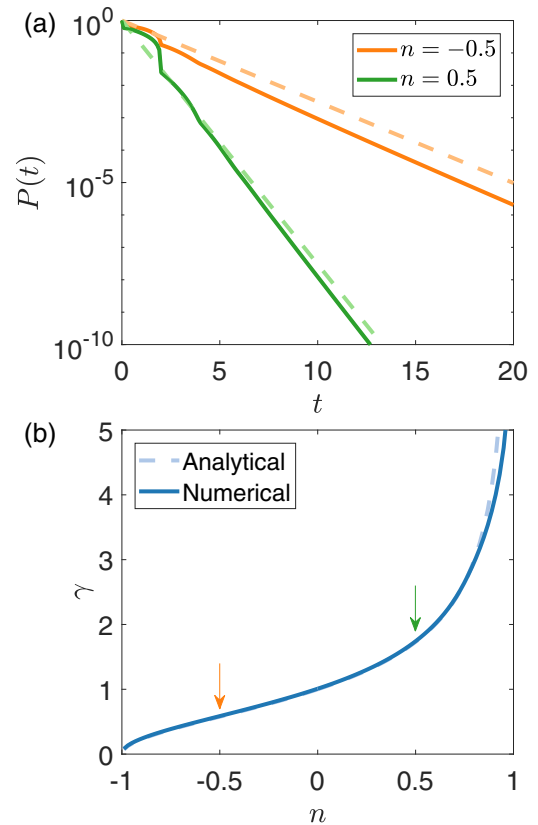 (a)
10^0
10^-5
10^-10
P(t)
n = −0.5
n = 0.5
0 5 10 15 20
t
(b)
5
4
3
2
1
0
γ
Analytical
Numerical
-1 -0.5 0 0.5 1
n